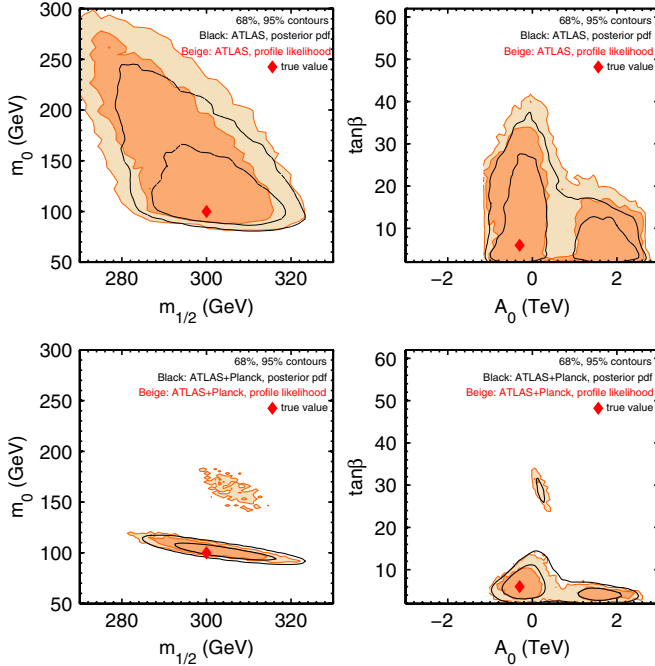 300
250
200
150
100
50
280
300
320
m₀ (GeV)
m₁/₂ (GeV)
68%, 95% contours
Black: ATLAS, posterior pdf
Beige: ATLAS, profile likelihood
true value
60
50
40
30
20
10
−2
0
2
tanβ
A₀ (TeV)
68%, 95% contours
Black: ATLAS, posterior pdf
Beige: ATLAS, profile likelihood
true value
300
250
200
150
100
50
280
300
320
m₀ (GeV)
m₁/₂ (GeV)
68%, 95% contours
Black: ATLAS+Planck, posterior pdf
Beige: ATLAS+Planck, profile likelihood
true value
60
50
40
30
20
10
−2
0
2
tanβ
A₀ (TeV)
68%, 95% contours
Black: ATLAS+Planck, posterior pdf
Beige: ATLAS+Planck, profile likelihood
true value